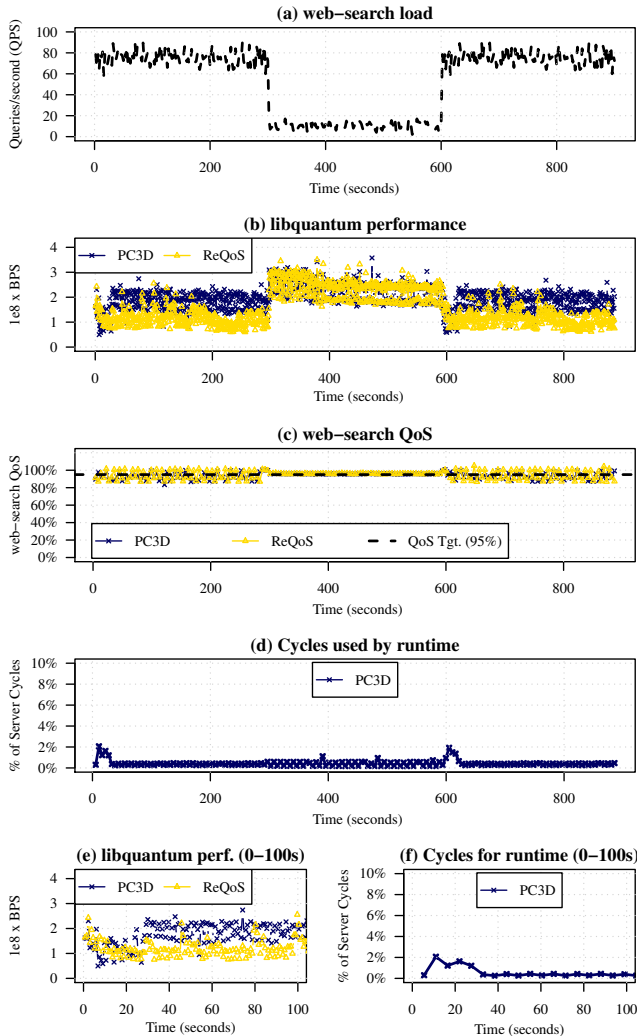 (a) web−search load
Queries/second (QPS)
100
80
60
40
20
0
0 200 400 600 800
Time (seconds)
(b) libquantum performance
1e8 x BPS
PC3D ReQoS
4
3
2
1
0
0 200 400 600 800
Time (seconds)
(c) web−search QoS
web−search QoS
100%
80%
60%
40%
20%
0%
PC3D ReQoS QoS Tgt. (95%)
0 200 400 600 800
Time (seconds)
(d) Cycles used by runtime
% of Server Cycles
10%
8%
6%
4%
2%
0%
PC3D
0 200 400 600 800
Time (seconds)
(e) libquantum perf. (0−100s)
1e8 x BPS
PC3D ReQoS
4
3
2
1
0
0 20 40 60 80 100
Time (seconds)
(f) Cycles for runtime (0−100s)
% of Server Cycles
10%
8%
6%
4%
2%
0%
PC3D
0 20 40 60 80 100
Time (seconds)